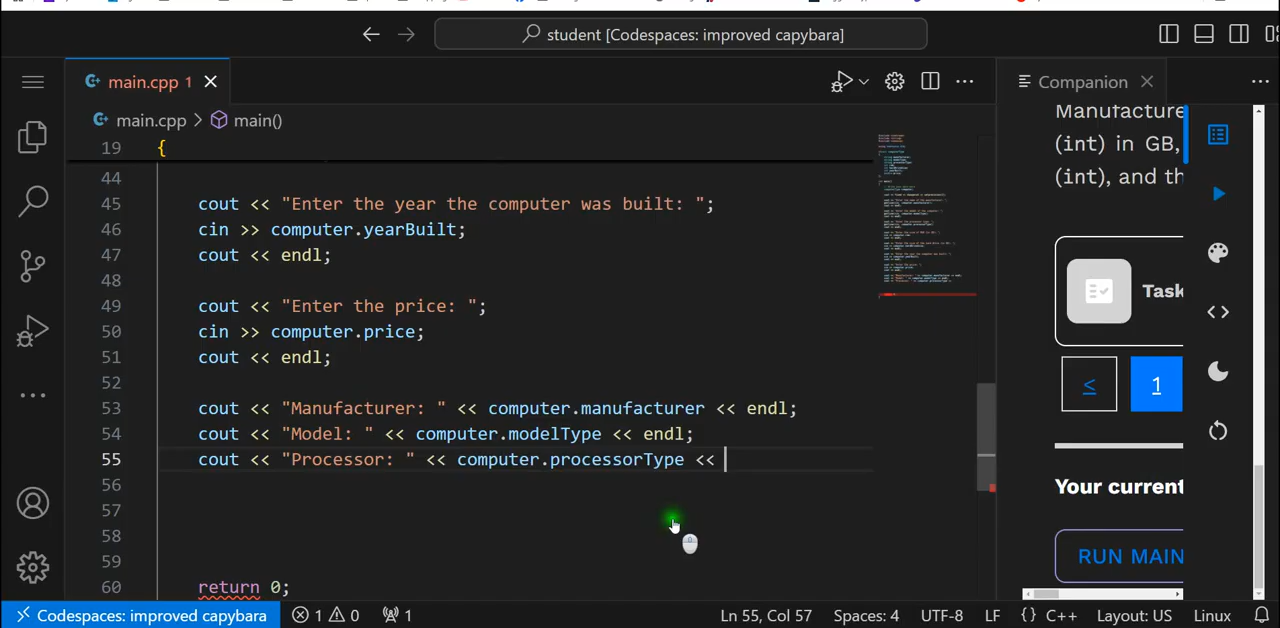 student [Codespaces: improved capybara]
main.cpp 1
Companion
main.cpp > main()
19 {
44
45 cout << "Enter the year the computer was built: ";
46 cin >> computer.yearBuilt;
47 cout << endl;
48
49 cout << "Enter the price: ";
50 cin >> computer.price;
51 cout << endl;
52
53 cout << "Manufacturer: " << computer.manufacturer << endl;
54 cout << "Model: " << computer.modelType << endl;
55 cout << "Processor: " << computer.processorType <<
56
57
58
59
60 return 0;
Manufacture
(int) in GB,
(int), and th
Task
≤ 1
Your current
RUN MAIN
Codespaces: improved capybara 1 0 1 Ln 55, Col 57 Spaces: 4 UTF-8 LF {} C++ Layout: US Linux